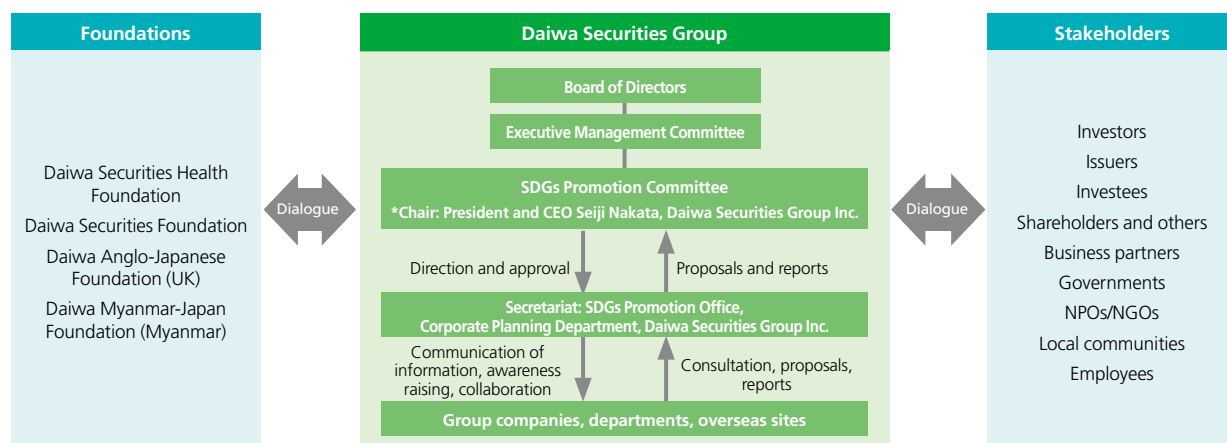 Foundations
Daiwa Securities Health
Foundation
Daiwa Securities Foundation
Daiwa Anglo-Japanese
Foundation (UK)
Daiwa Myanmar-Japan
Foundation (Myanmar)
Dialogue
Daiwa Securities Group
Board of Directors
Executive Management Committee
SDGs Promotion Committee
*Chair: President and CEO Seiji Nakata, Daiwa Securities Group Inc.
Direction and approval
Proposals and reports
Secretariat: SDGs Promotion Office,
Corporate Planning Department, Daiwa Securities Group Inc.
Communication of
information, awareness
raising, collaboration
Consultation, proposals,
reports
Group companies, departments, overseas sites
Dialogue
Stakeholders
Investors
Issuers
Investees
Shareholders and others
Business partners
Governments
NPOs/NGOs
Local communities
Employees